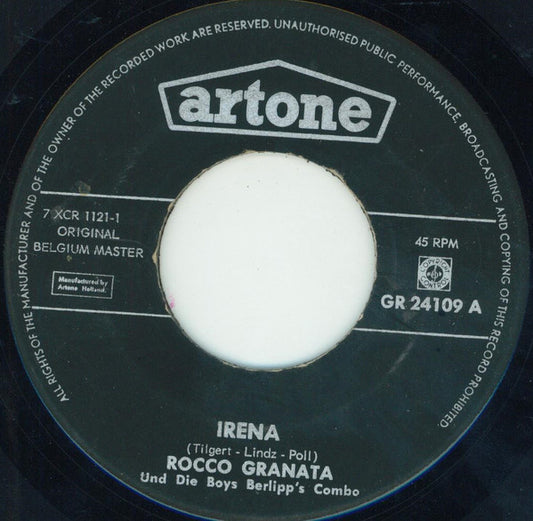 ALL RIGHTS OF THE MANUFACTURER AND OF THE OWNER OF THE RECORDED WORK ARE RESERVED. UNAUTHORISED PUBLIC PERFORMANCE, BROADCASTING AND COPYING OF THIS RECORD PROHIBITED
artone
7 XCR 1121-1
ORIGINAL
BELGIUM MASTER
Manufactured by
Artone Holland.
45 RPM
GR 24109 A
IRENA
(Tilgert - Lindz - Poll)
ROCCO GRANATA
Und Die Boys Berlipp's Combo